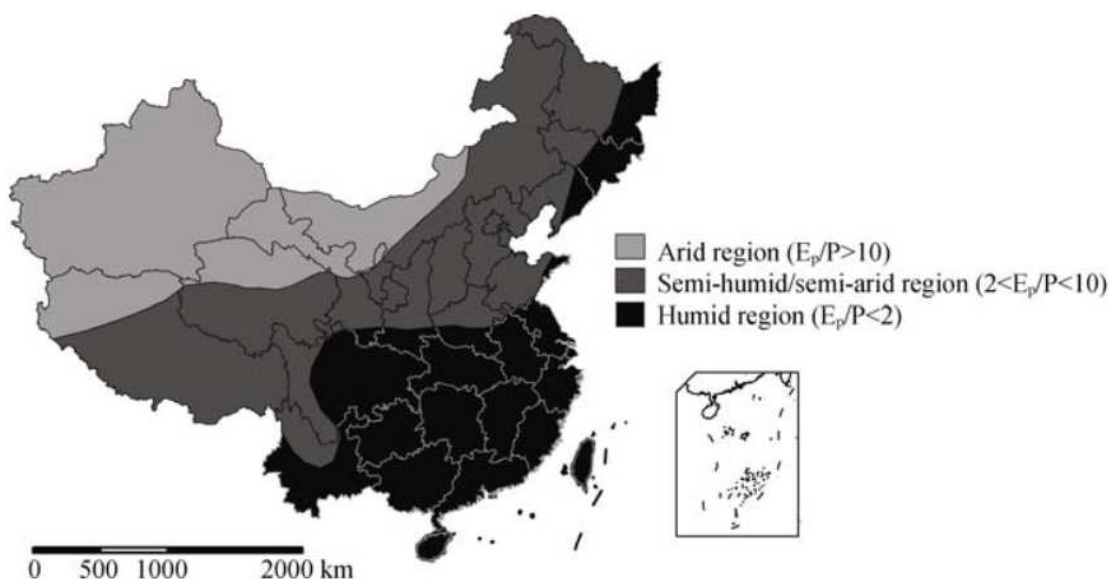 Arid region (Eₚ/P>10)
Semi-humid/semi-arid region (2<Eₚ/P<10)
Humid region (Eₚ/P<2)
0 500 1000 2000 km